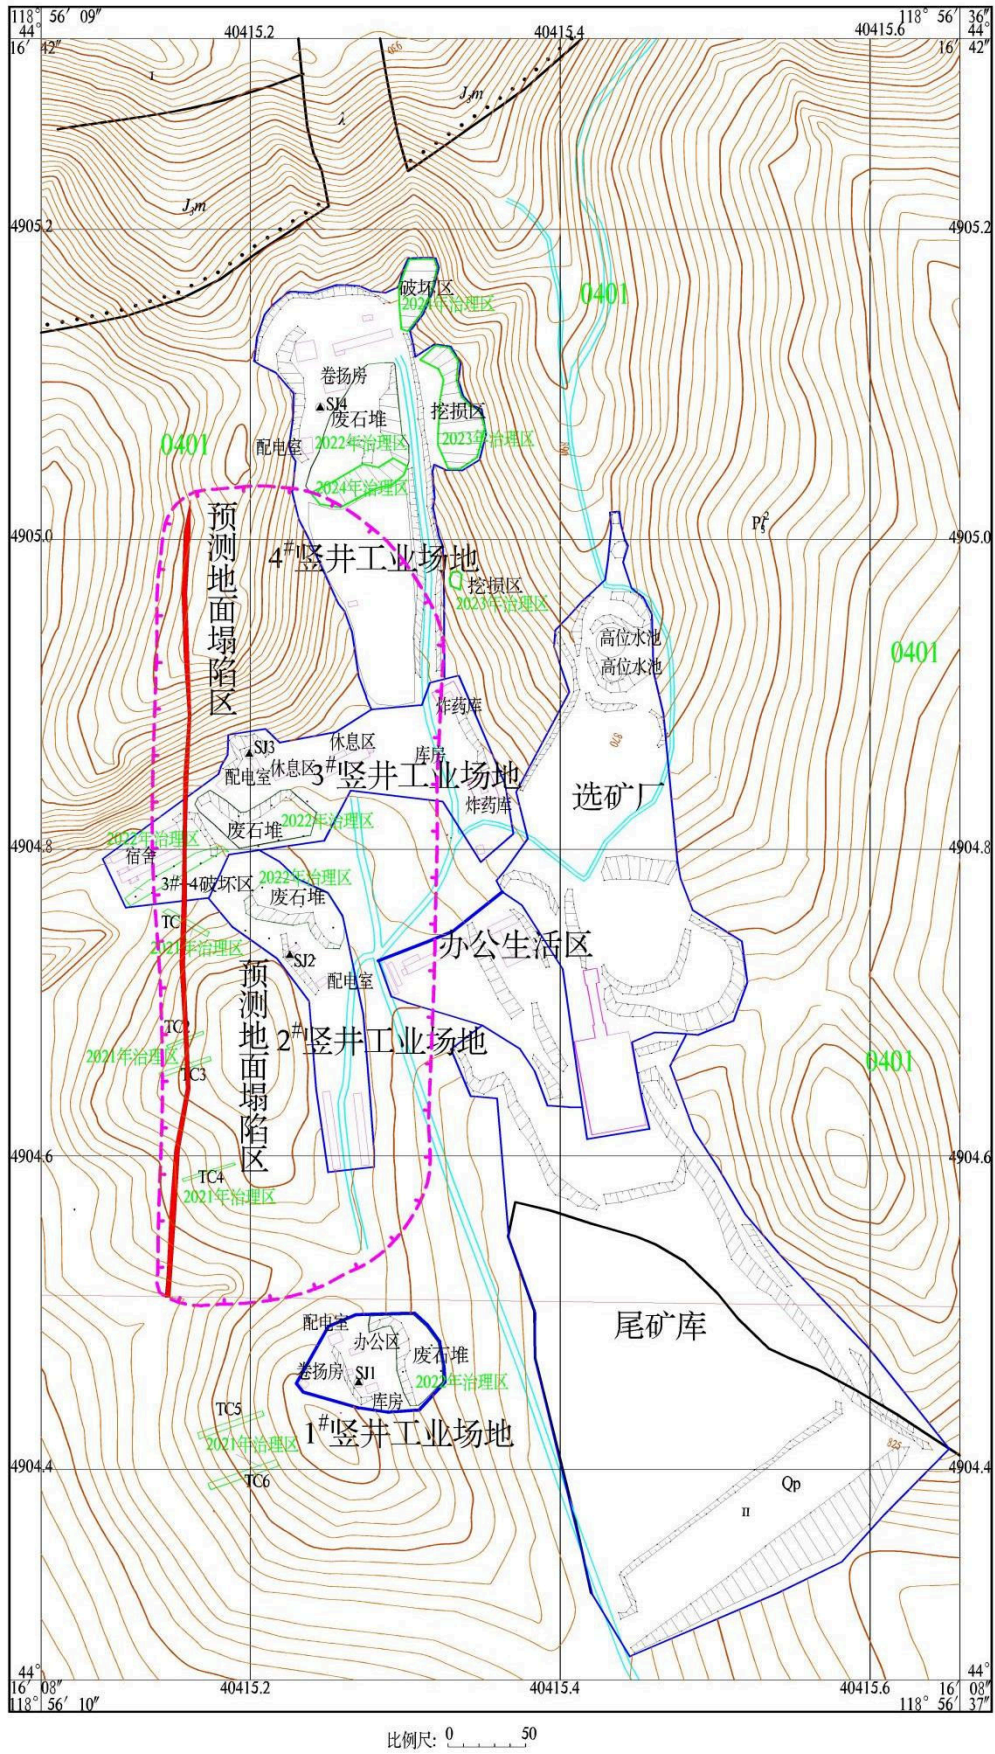 118° 56′ 09″ 40415.2 40415.4 40415.6 118° 56′ 36″
44° 44°
16′ 42″ 16′ 42″
930
I
J₃m
λ
J₃m
4905.2 4905.2
破坏区
2024年治理区
0401
卷扬房
SJ4
废石堆
挖损区
配电室
2022年治理区
2023年治理区
0401
2024年治理区
预测地面塌陷区
4905.0 4905.0
4#竖井工业场地
挖损区
2023年治理区
高位水池
高位水池
0401
炸药库
870
休息区
SJ3
库房
配电室
休息区
3#竖井工业场地
选矿厂
炸药库
2022年治理区
废石堆
2022年治理区
4904.8 4904.8
宿舍
2022年治理区
3#-4破坏区
废石堆
TC
2021年治理区
办公生活区
SJ2
预测地面塌陷区
配电室
TC2
2#竖井工业场地
2021年治理区
TC3
0401
4904.6 4904.6
TC4
2021年治理区
配电室
尾矿库
办公区
废石堆
卷扬房
SJ1
2022年治理区
库房
TC5
1#竖井工业场地
2021年治理区
825
4904.4 4904.4
TC6
Qp
II
44° 44°
16′ 08″ 16′ 08″
118° 56′ 10″ 40415.2 40415.4 40415.6 118° 56′ 37″
比例尺: 0 50